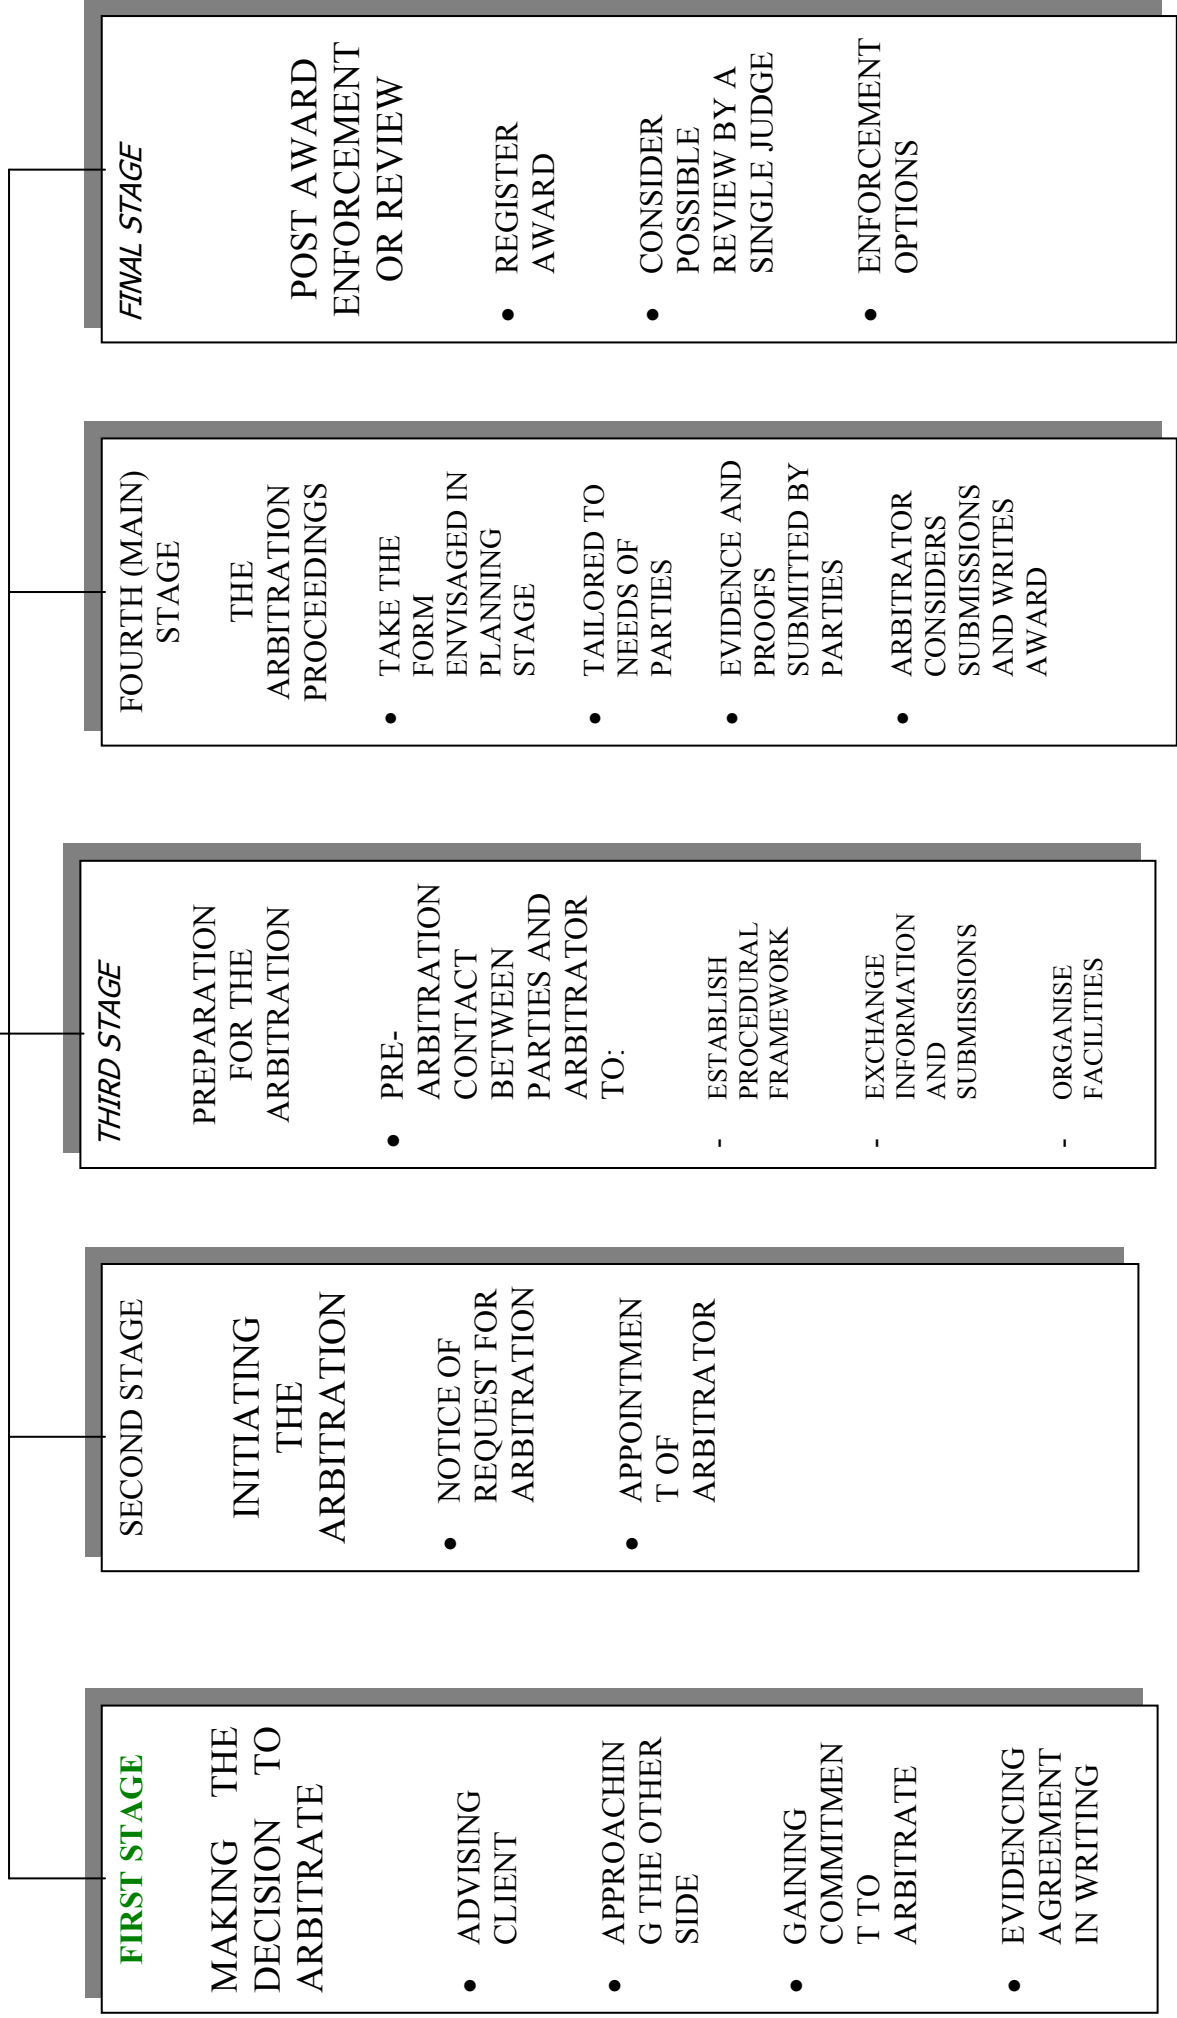 FIRST STAGE
MAKING THE
DECISION TO
ARBITRATE
• ADVISING
CLIENT
• APPROACHIN
G THE OTHER
SIDE
• GAINING
COMMITMEN
T TO
ARBITRATE
• EVIDENCING
AGREEMENT
IN WRITING
SECOND STAGE
INITIATING
THE
ARBITRATION
• NOTICE OF
REQUEST FOR
ARBITRATION
• APPOINTMEN
T OF
ARBITRATOR
THIRD STAGE
PREPARATION
FOR THE
ARBITRATION
• PRE-
ARBITRATION
CONTACT
BETWEEN
PARTIES AND
ARBITRATOR
TO:
- ESTABLISH
PROCEDURAL
FRAMEWORK
- EXCHANGE
INFORMATION
AND
SUBMISSIONS
- ORGANISE
FACILITIES
FOURTH (MAIN)
STAGE
THE
ARBITRATION
PROCEEDINGS
• TAKE THE
FORM
ENVISAGED IN
PLANNING
STAGE
• TAILORED TO
NEEDS OF
PARTIES
• EVIDENCE AND
PROOFS
SUBMITTED BY
PARTIES
• ARBITRATOR
CONSIDERS
SUBMISSIONS
AND WRITES
AWARD
FINAL STAGE
POST AWARD
ENFORCEMENT
OR REVIEW
• REGISTER
AWARD
• CONSIDER
POSSIBLE
REVIEW BY A
SINGLE JUDGE
• ENFORCEMENT
OPTIONS